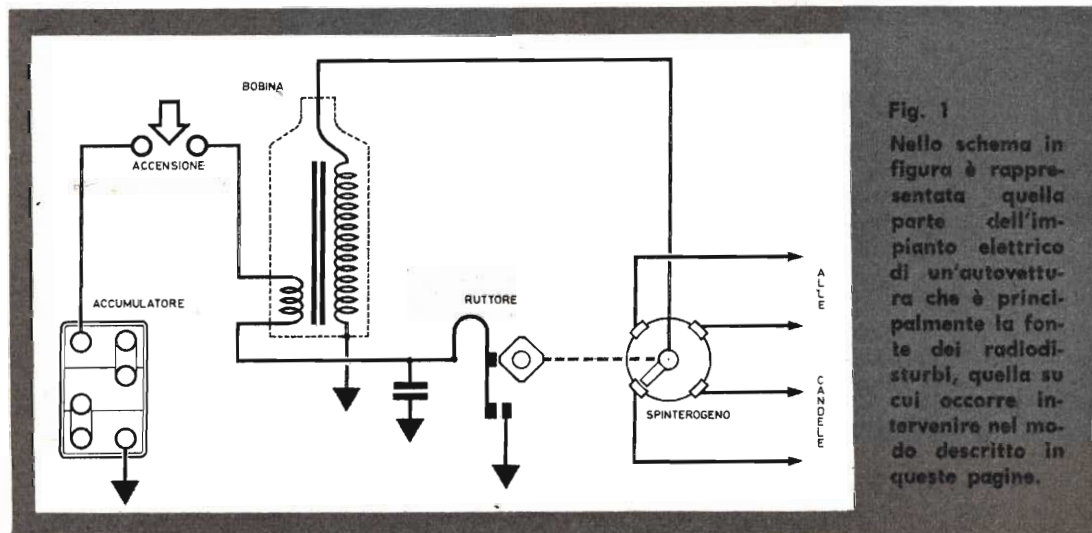 BOBINA
ACCENSIONE
ACCUMULATORE
RUTTORE
SPINTEROGENO
ALLE
CANDELE
Fig. 1
Nello schema in
figura è rappre-
sentata quella
parte dell'im-
pianto elettrico
di un'autovettu-
ra che è princi-
palmente la fon-
te dei radiodi-
sturbi, quella su
cui occorre in-
tervenire nel mo-
do descritto in
queste pagine.